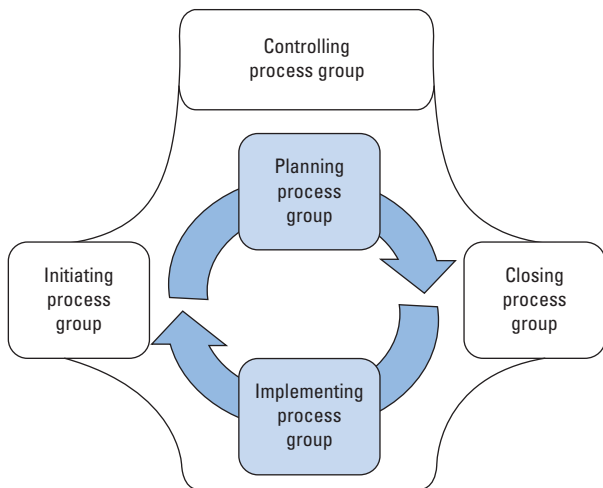 Controlling
process group
Planning
process
group
Initiating
process
group
Closing
process
group
Implementing
process
group